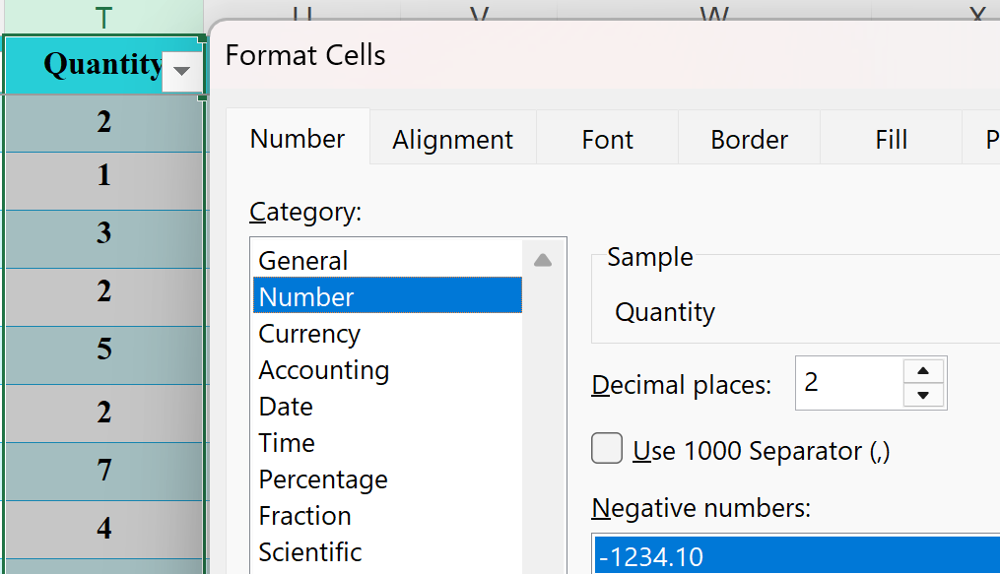 T U V W X
Quantity
2
1
3
2
5
2
7
4
Format Cells
Number Alignment Font Border Fill P
Category:
General
Number
Currency
Accounting
Date
Time
Percentage
Fraction
Scientific
Sample
Quantity
Decimal places: 2
Use 1000 Separator (,)
Negative numbers:
-1234.10